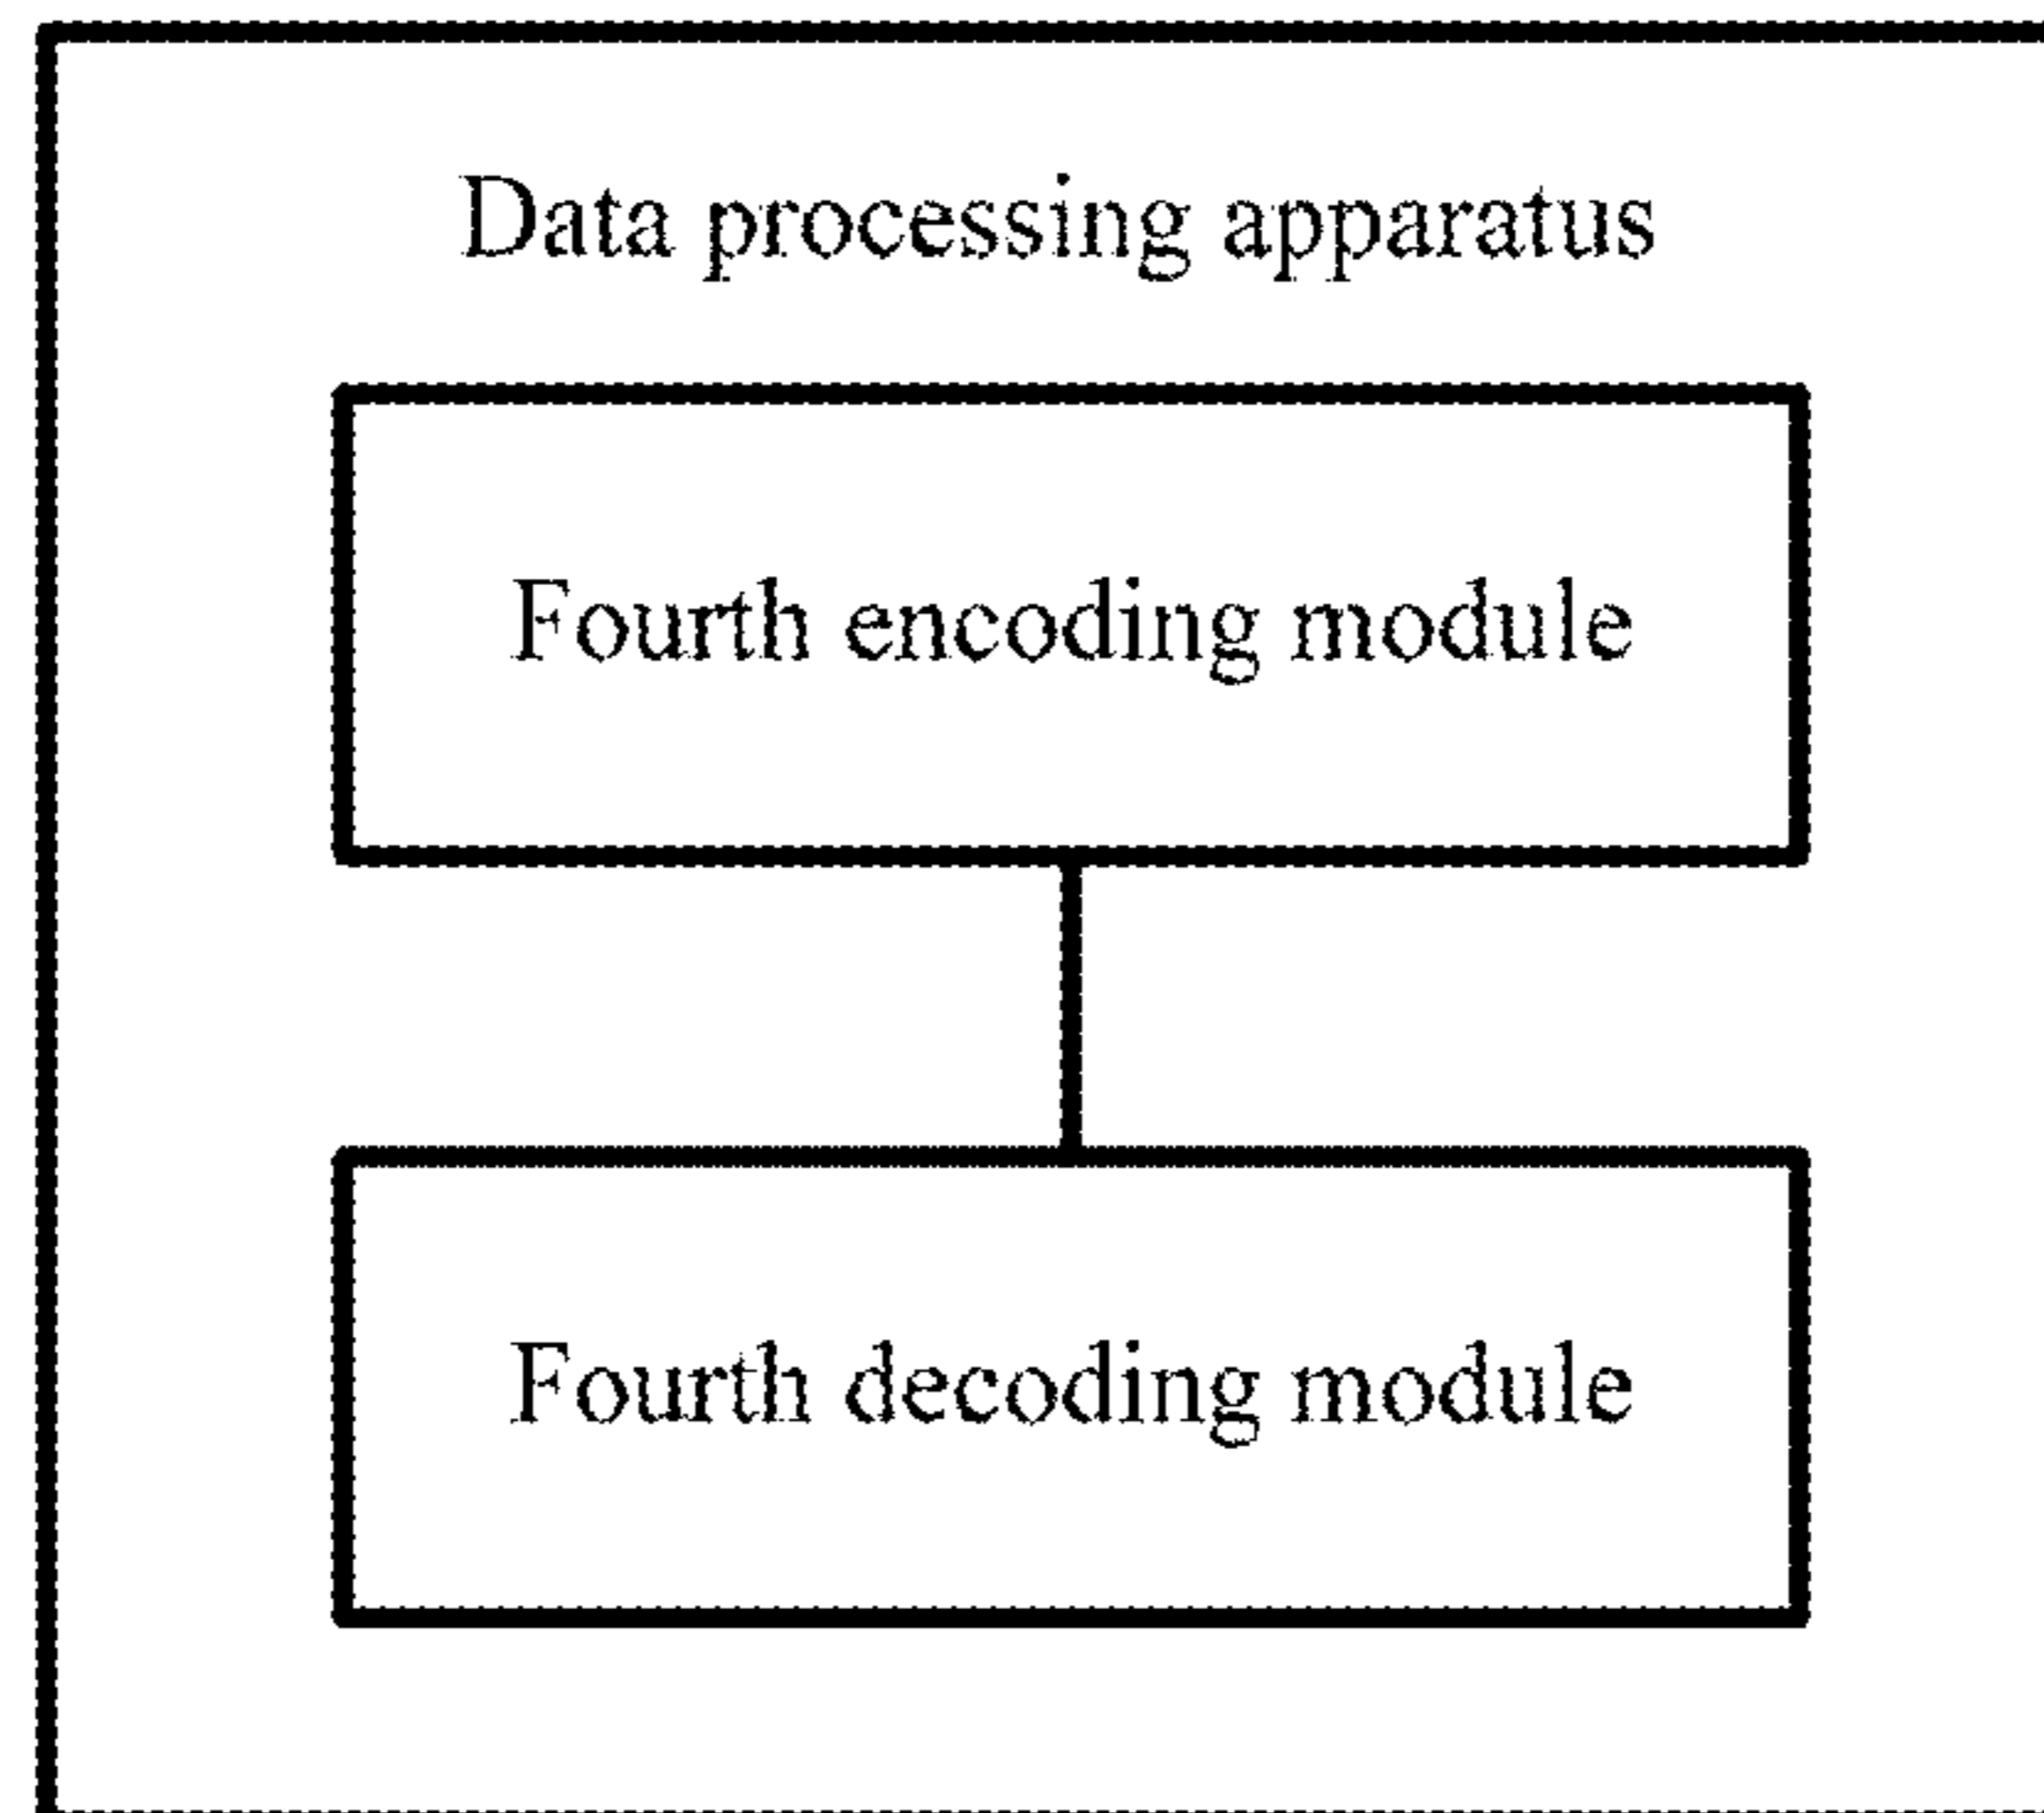 Data processing apparatus
Fourth encoding module
Fourth decoding module